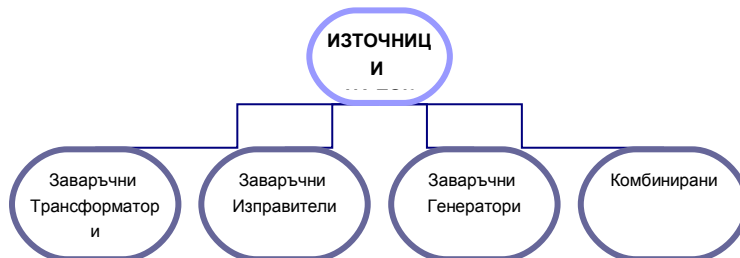 ИЗТОЧНИЦ
И
Заваръчни
Трансформатор
и
Заваръчни
Изправители
Заваръчни
Генератори
Комбинирани